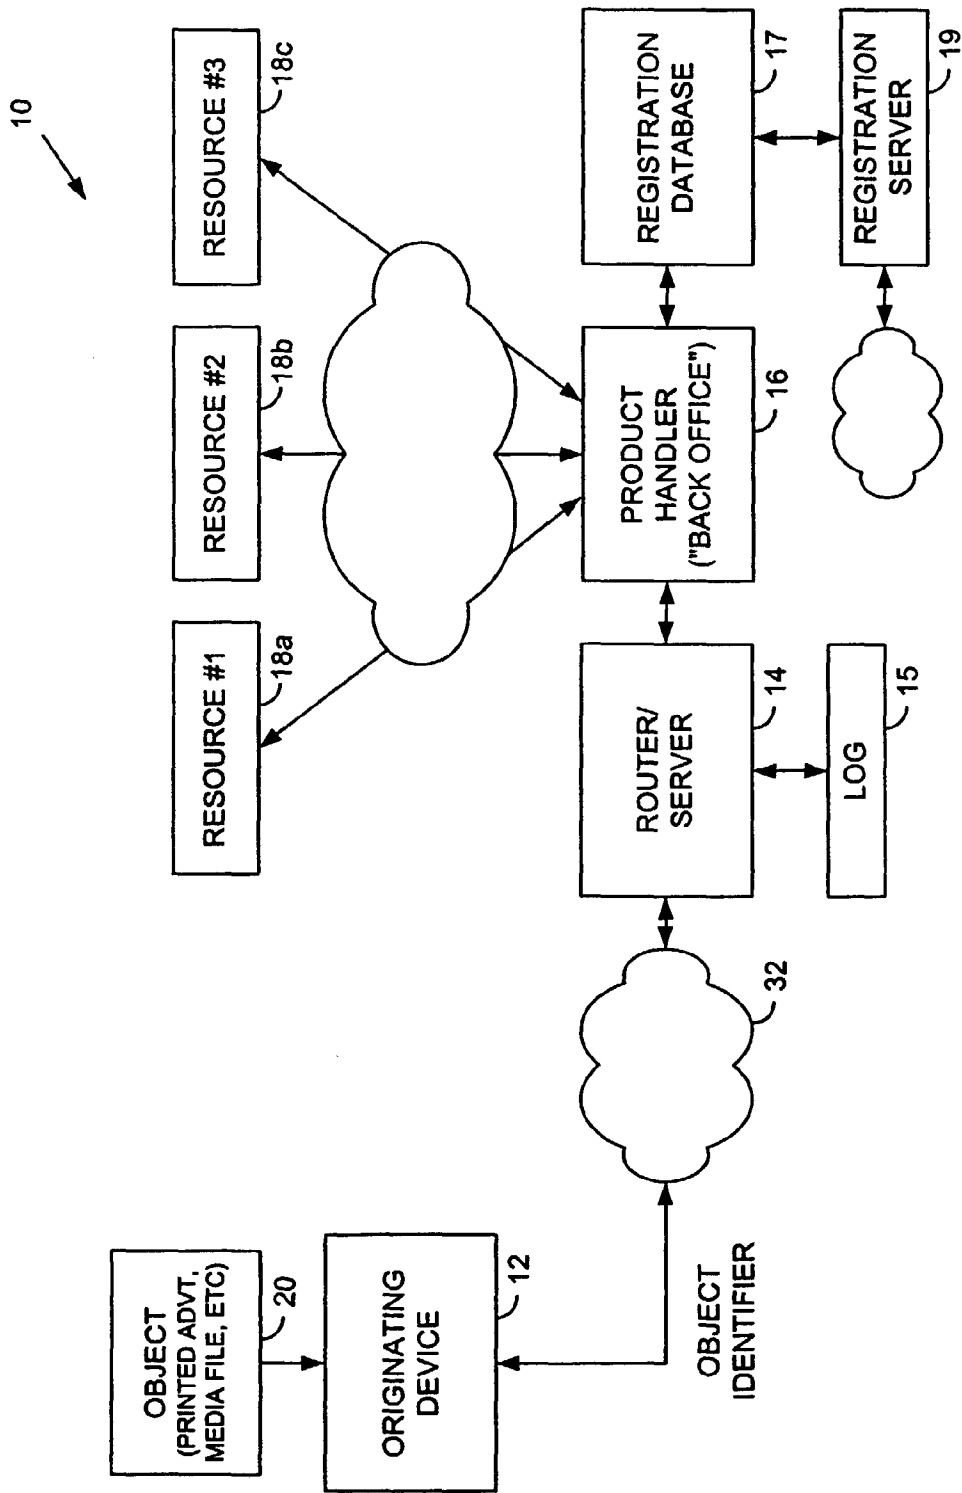 10
RESOURCE #1
18a
RESOURCE #2
18b
RESOURCE #3
18c
OBJECT
(PRINTED ADVT,
MEDIA FILE, ETC)
20
ORIGINATING
DEVICE
12
OBJECT
IDENTIFIER
32
ROUTER/
SERVER
14
LOG
15
PRODUCT
HANDLER
("BACK OFFICE")
16
REGISTRATION
DATABASE
17
REGISTRATION
SERVER
19